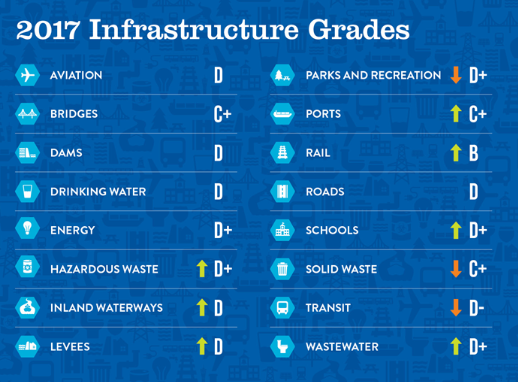 2017 Infrastructure Grades
AVIATION D
BRIDGES C+
DAMS D
DRINKING WATER D
ENERGY D+
HAZARDOUS WASTE D+
INLAND WATERWAYS D
LEVEES D
PARKS AND RECREATION D+
PORTS C+
RAIL B
ROADS D
SCHOOLS D+
SOLID WASTE C+
TRANSIT D-
WASTEWATER D+